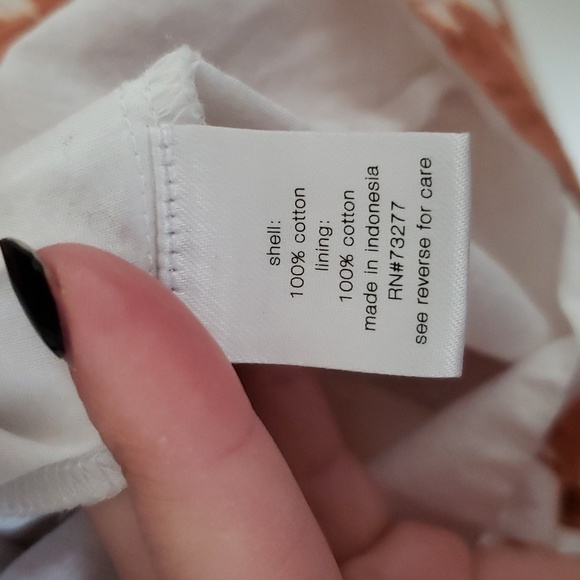 shell:
100% cotton
lining:
100% cotton
made in indonesia
RN#73277
see reverse for care